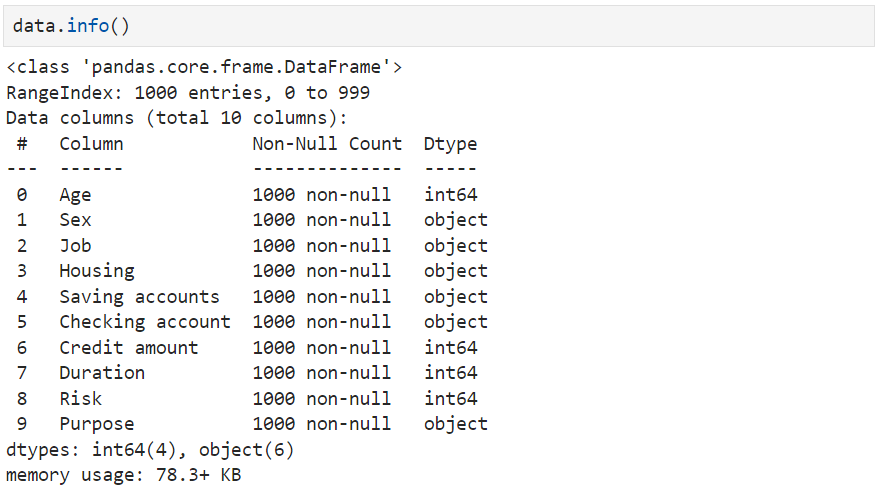 data.info()
<class 'pandas.core.frame.DataFrame'>
RangeIndex: 1000 entries, 0 to 999
Data columns (total 10 columns):
 #   Column            Non-Null Count  Dtype
---  ------            --------------  -----
 0   Age               1000 non-null   int64
 1   Sex               1000 non-null   object
 2   Job               1000 non-null   object
 3   Housing           1000 non-null   object
 4   Saving accounts   1000 non-null   object
 5   Checking account  1000 non-null   object
 6   Credit amount     1000 non-null   int64
 7   Duration          1000 non-null   int64
 8   Risk              1000 non-null   int64
 9   Purpose           1000 non-null   object
dtypes: int64(4), object(6)
memory usage: 78.3+ KB